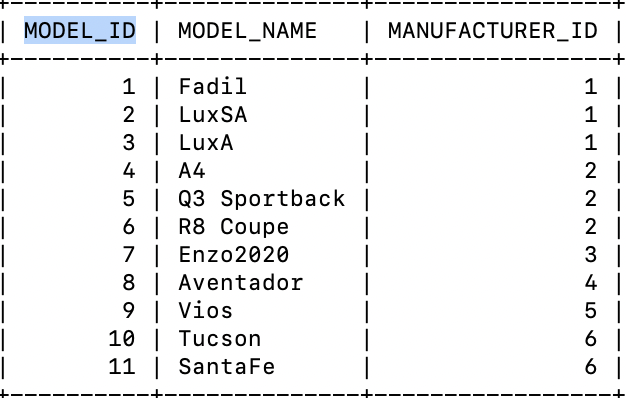 +----------+---------------+-----------------+
| MODEL_ID | MODEL_NAME    | MANUFACTURER_ID |
+----------+---------------+-----------------+
|        1 | Fadil         |               1 |
|        2 | LuxSA         |               1 |
|        3 | LuxA          |               1 |
|        4 | A4            |               2 |
|        5 | Q3 Sportback  |               2 |
|        6 | R8 Coupe      |               2 |
|        7 | Enzo2020      |               3 |
|        8 | Aventador     |               4 |
|        9 | Vios          |               5 |
|       10 | Tucson        |               6 |
|       11 | SantaFe       |               6 |
+----------+---------------+-----------------+